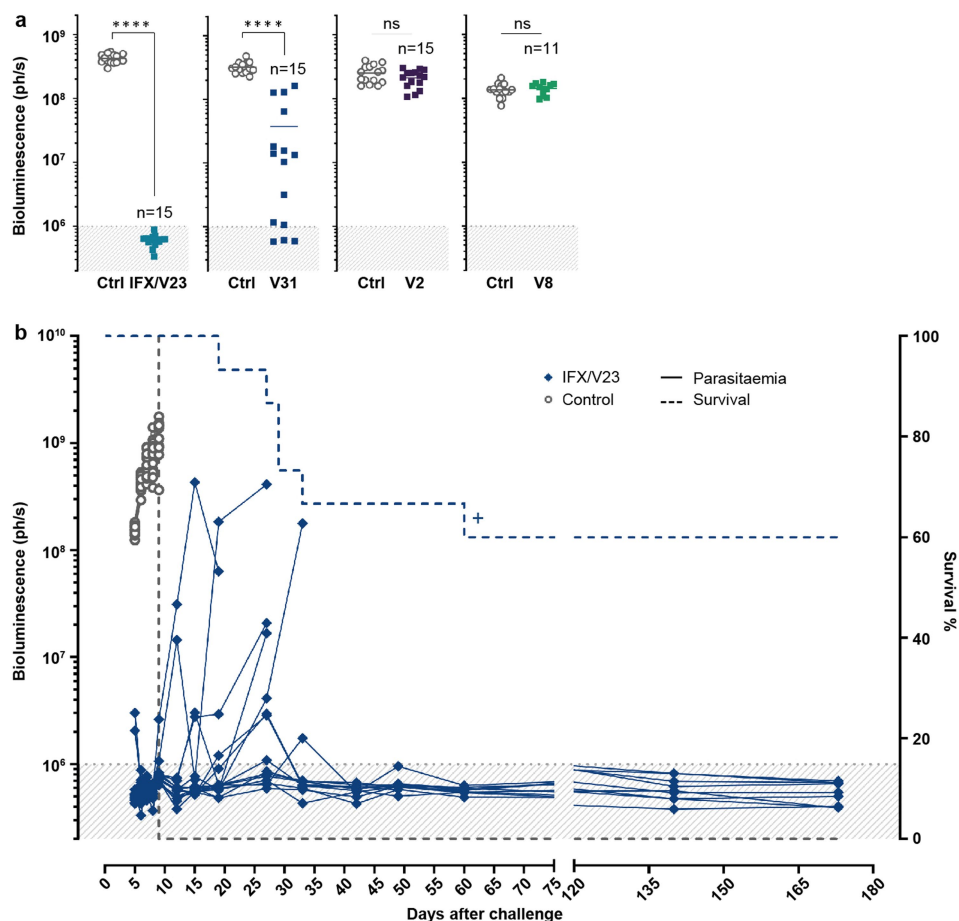 a
Bioluminescence (ph/s)
10⁹
10⁸
10⁷
10⁶
****
n=15
Ctrl IFX/V23
****
n=15
Ctrl V31
ns
n=15
Ctrl V2
ns
n=11
Ctrl V8
b
Bioluminescence (ph/s)
10¹⁰
10⁹
10⁸
10⁷
10⁶
IFX/V23 Parasitaemia
Control Survival
+
100
80
60
40
20
0
Survival %
0 5 10 15 20 25 30 35 40 45 50 55 60 65 70 75 120 135 150 165 180
Days after challenge